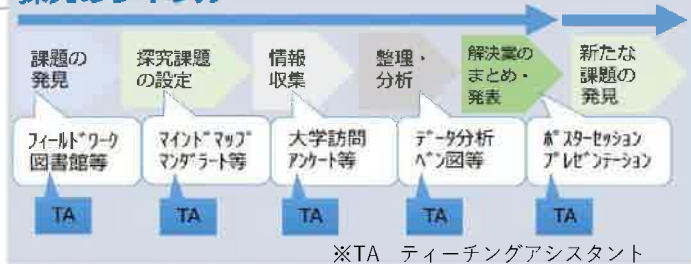 課題の
発見
探究課題
の設定
情報
収集
整理・
分析
解決案の
まとめ・
発表
新たな
課題の
発見
フィールドワーク
図書館等
マインドマップ
マンダラート等
大学訪問
アンケート等
データ分析
ベン図等
ポスターセッション
プレゼンテーション
TA
TA
TA
TA
TA
※TA ティーチングアシスタント